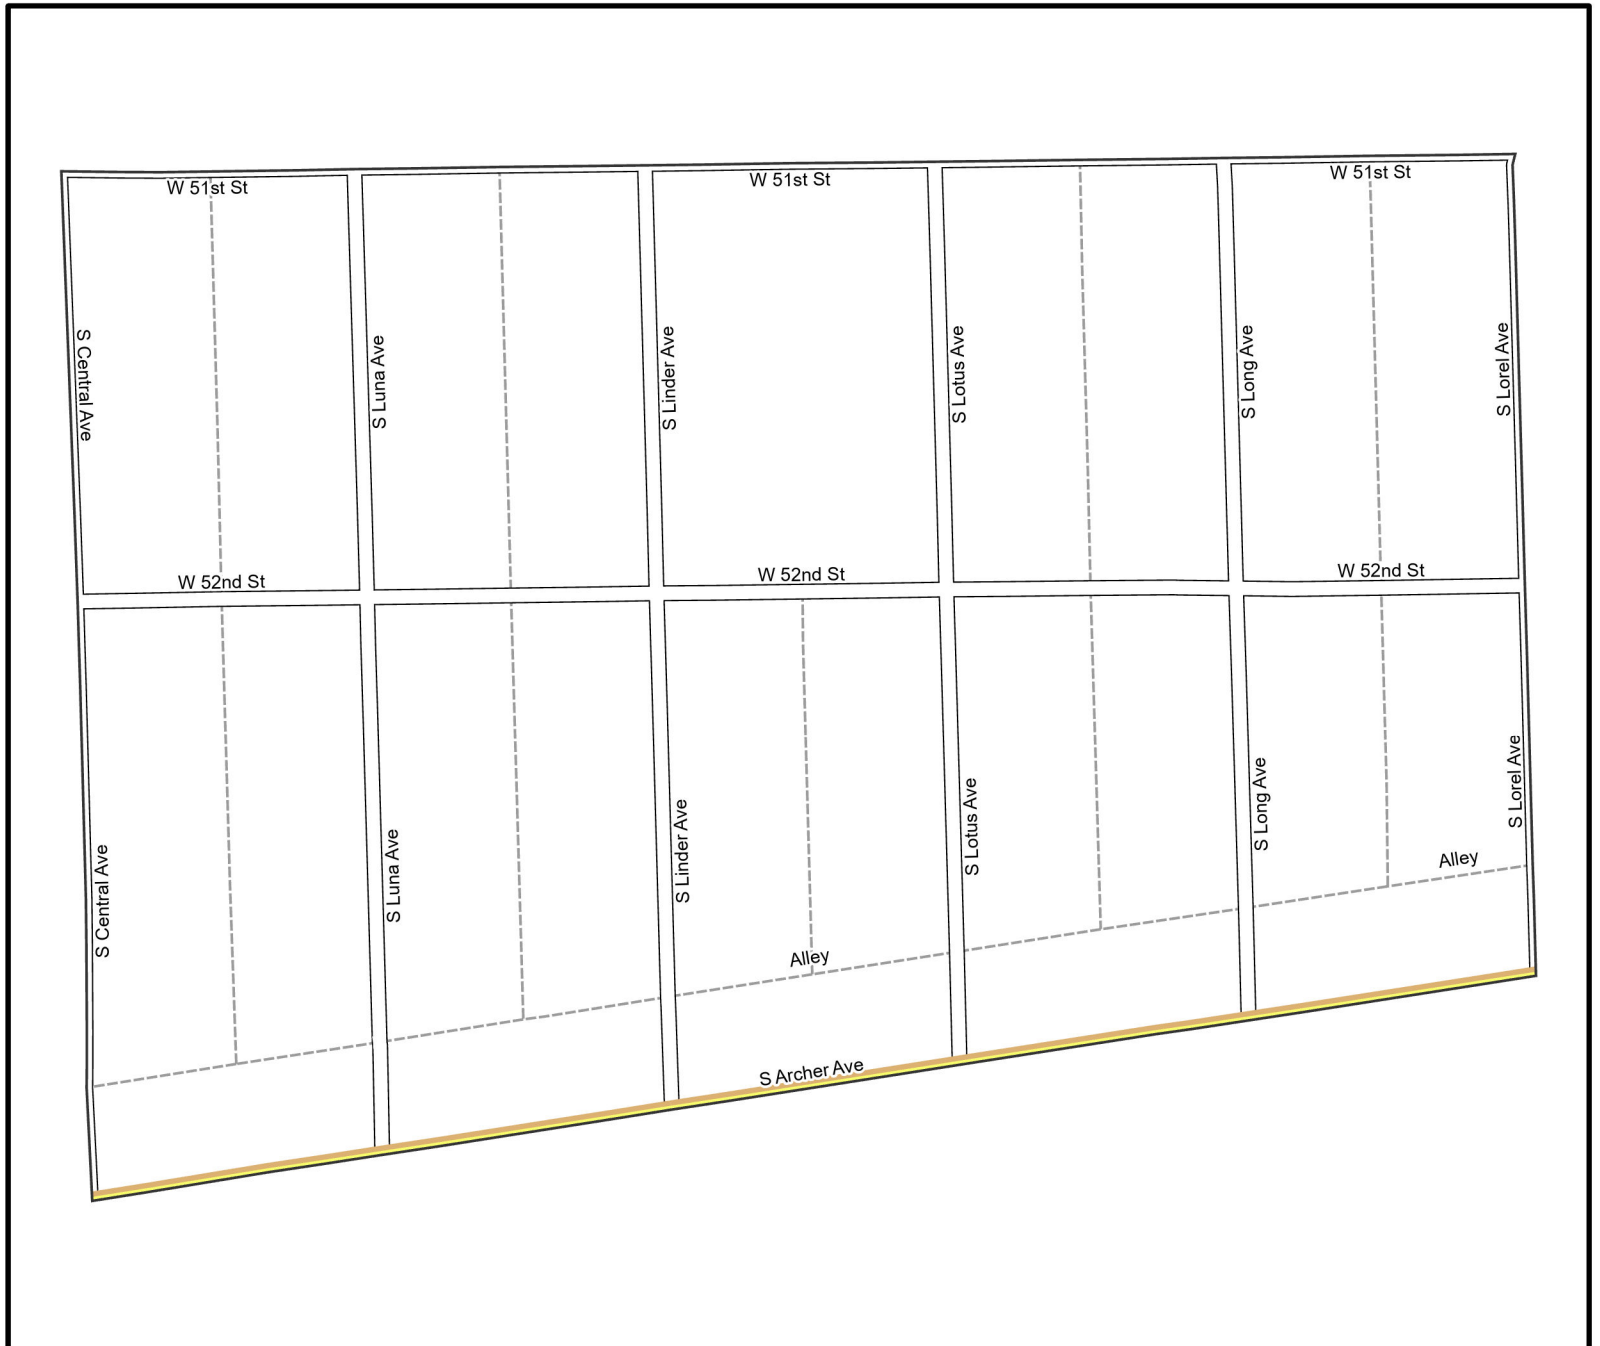 W 51st St
W 51st St
W 51st St
S Central Ave
S Luna Ave
S Linder Ave
S Lotus Ave
S Long Ave
S Lorel Ave
W 52nd St
W 52nd St
W 52nd St
S Central Ave
S Luna Ave
S Linder Ave
S Lotus Ave
S Long Ave
S Lorel Ave
Alley
Alley
S Archer Ave